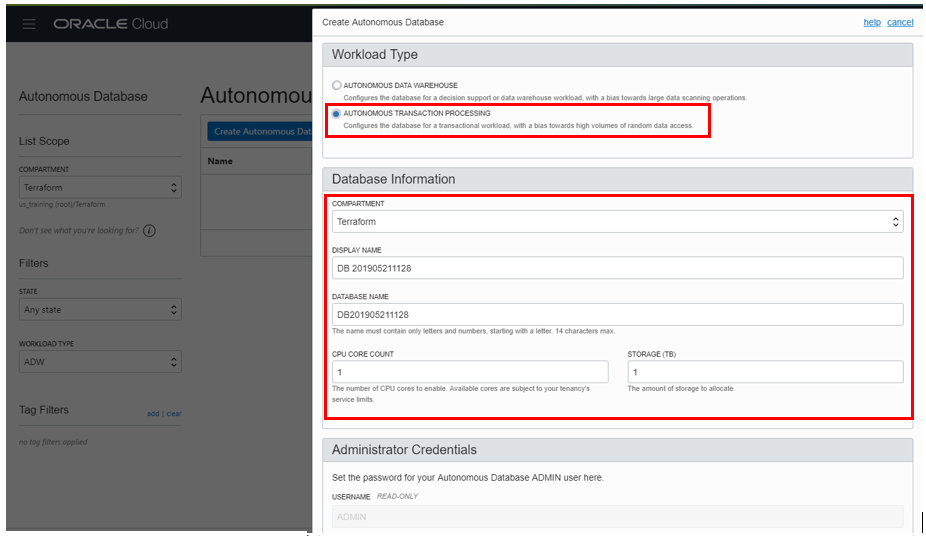 ORACLE Cloud
Autonomous Database
List Scope
COMPARTMENT
Terraform
us_training (root)/Terraform
Don't see what you're looking for?
Filters
STATE
Any state
WORKLOAD TYPE
ADW
Tag Filters
add | clear
no tag filters applied
Autonomou
Create Autonomous Dat
Name
Create Autonomous Database
help
cancel
Workload Type
AUTONOMOUS DATA WAREHOUSE
Configures the database for a decision support or data warehouse workload, with a bias towards large data scanning operations.
AUTONOMOUS TRANSACTION PROCESSING
Configures the database for a transactional workload, with a bias towards high volumes of random data access.
Database Information
COMPARTMENT
Terraform
DISPLAY NAME
DB 201905211128
DATABASE NAME
DB201905211128
The name must contain only letters and numbers, starting with a letter. 14 characters max.
CPU CORE COUNT
1
The number of CPU cores to enable. Available cores are subject to your tenancy's
service limits.
STORAGE (TB)
1
The amount of storage to allocate.
Administrator Credentials
Set the password for your Autonomous Database ADMIN user here.
USERNAME READ-ONLY
ADMIN